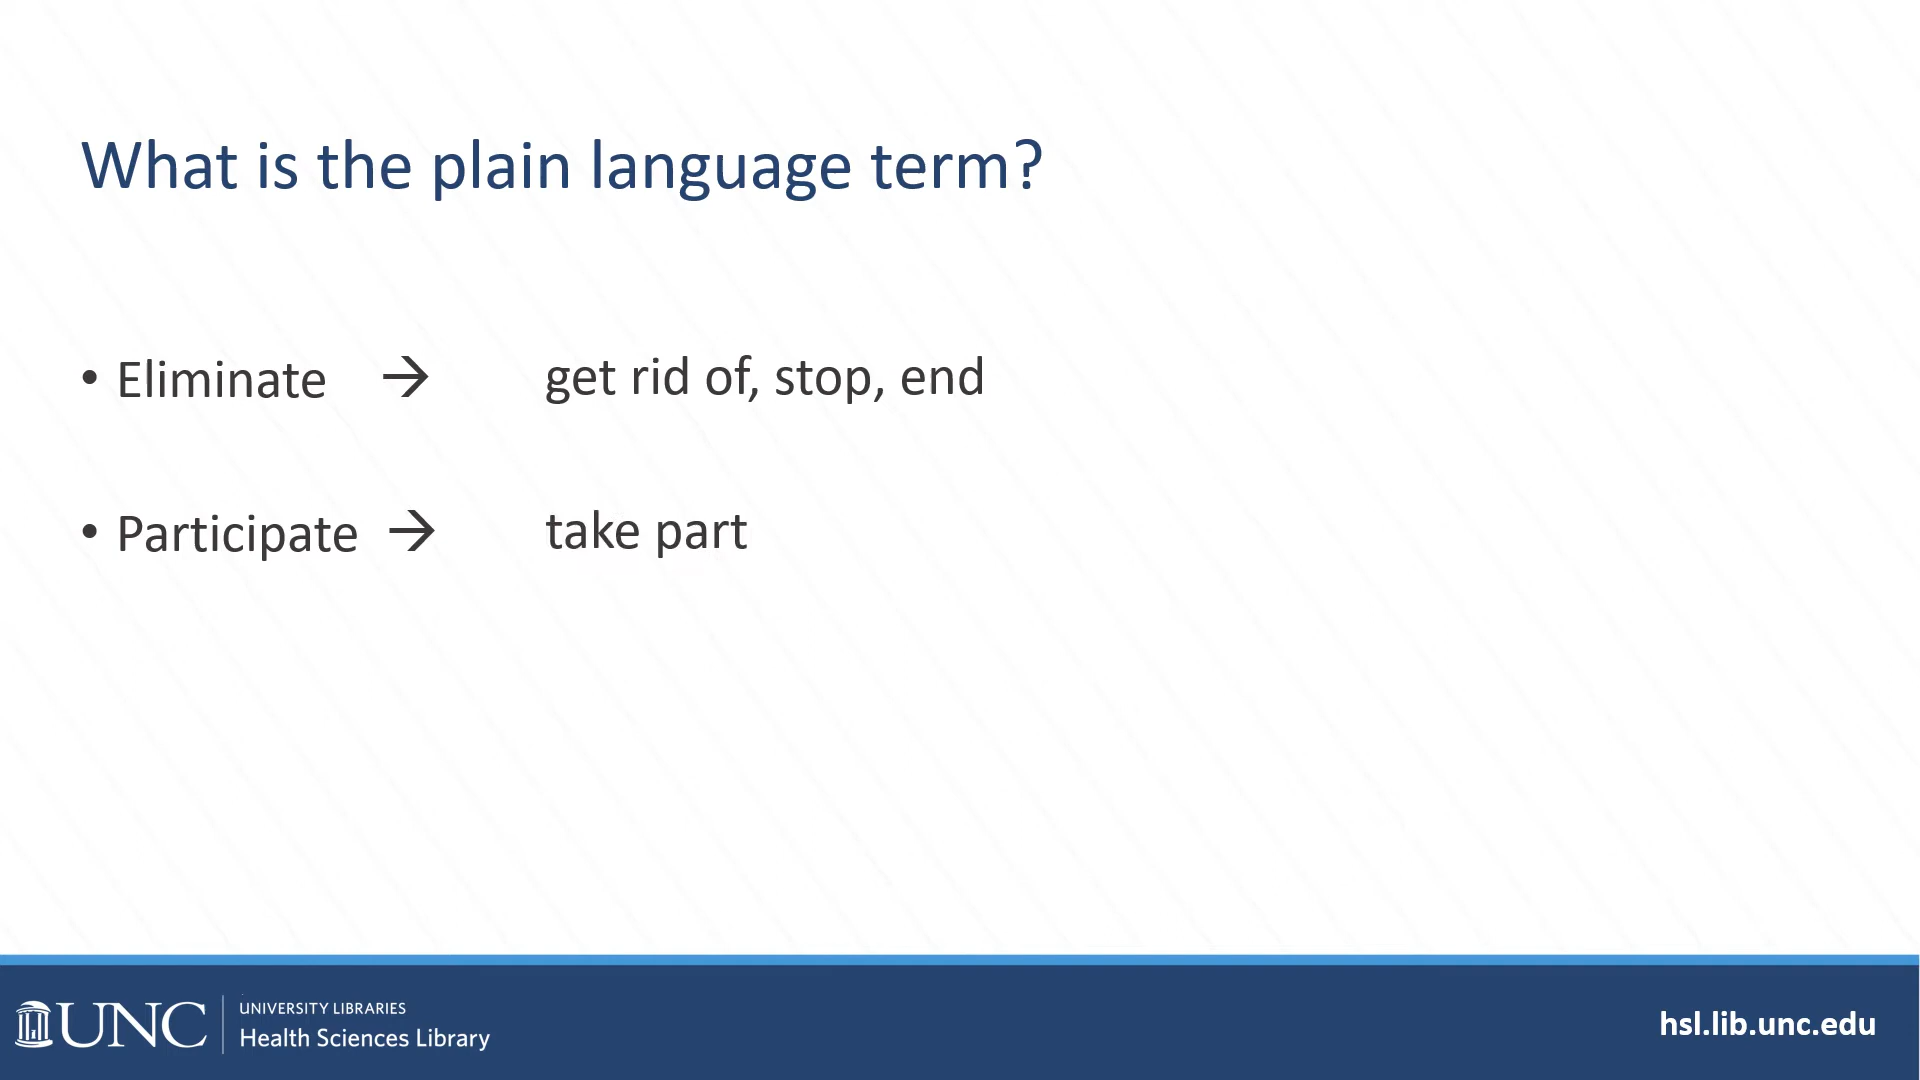 What is the plain language term?
• Eliminate → get rid of, stop, end
• Participate → take part
UNC
UNIVERSITY LIBRARIES
Health Sciences Library
hsl.lib.unc.edu